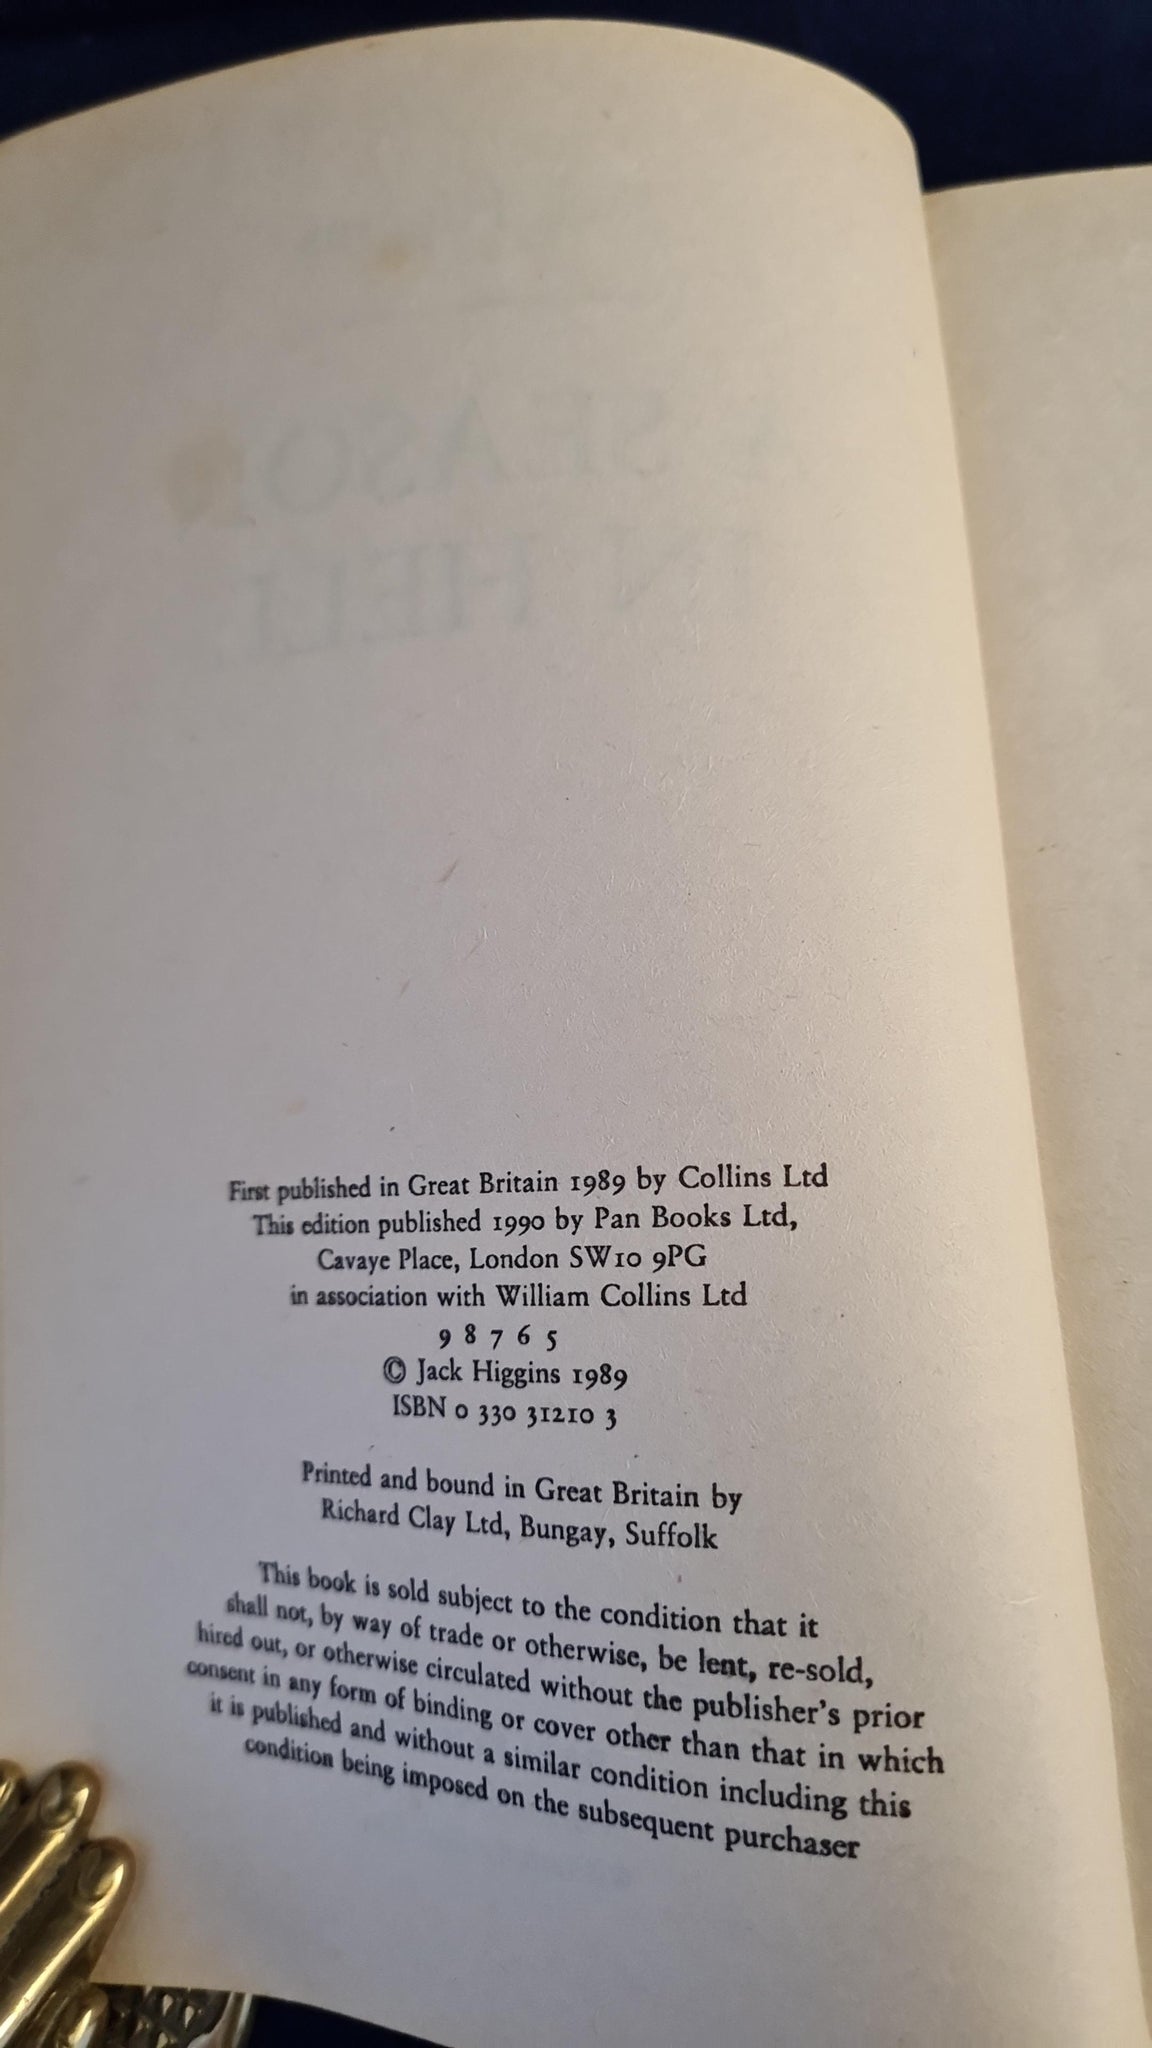 A SEASON
IN HELL
First published in Great Britain 1989 by Collins Ltd
This edition published 1990 by Pan Books Ltd,
Cavaye Place, London SW10 9PG
in association with William Collins Ltd
9 8 7 6 5
© Jack Higgins 1989
ISBN 0 330 31210 3
Printed and bound in Great Britain by
Richard Clay Ltd, Bungay, Suffolk
This book is sold subject to the condition that it
shall not, by way of trade or otherwise, be lent, re-sold,
hired out, or otherwise circulated without the publisher's prior
consent in any form of binding or cover other than that in which
it is published and without a similar condition including this
condition being imposed on the subsequent purchaser